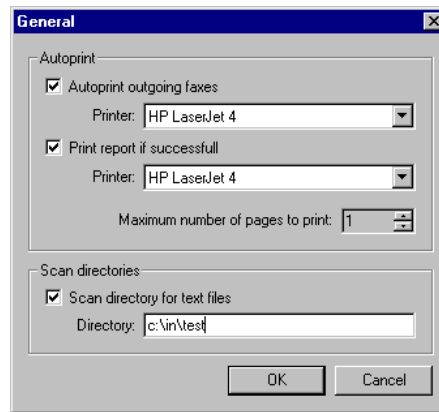 General
Autoprint
Autoprint outgoing faxes
Printer: HP LaserJet 4
Print report if successfull
Printer: HP LaserJet 4
Maximum number of pages to print: 1
Scan directories
Scan directory for text files
Directory: c:\in\test
OK Cancel